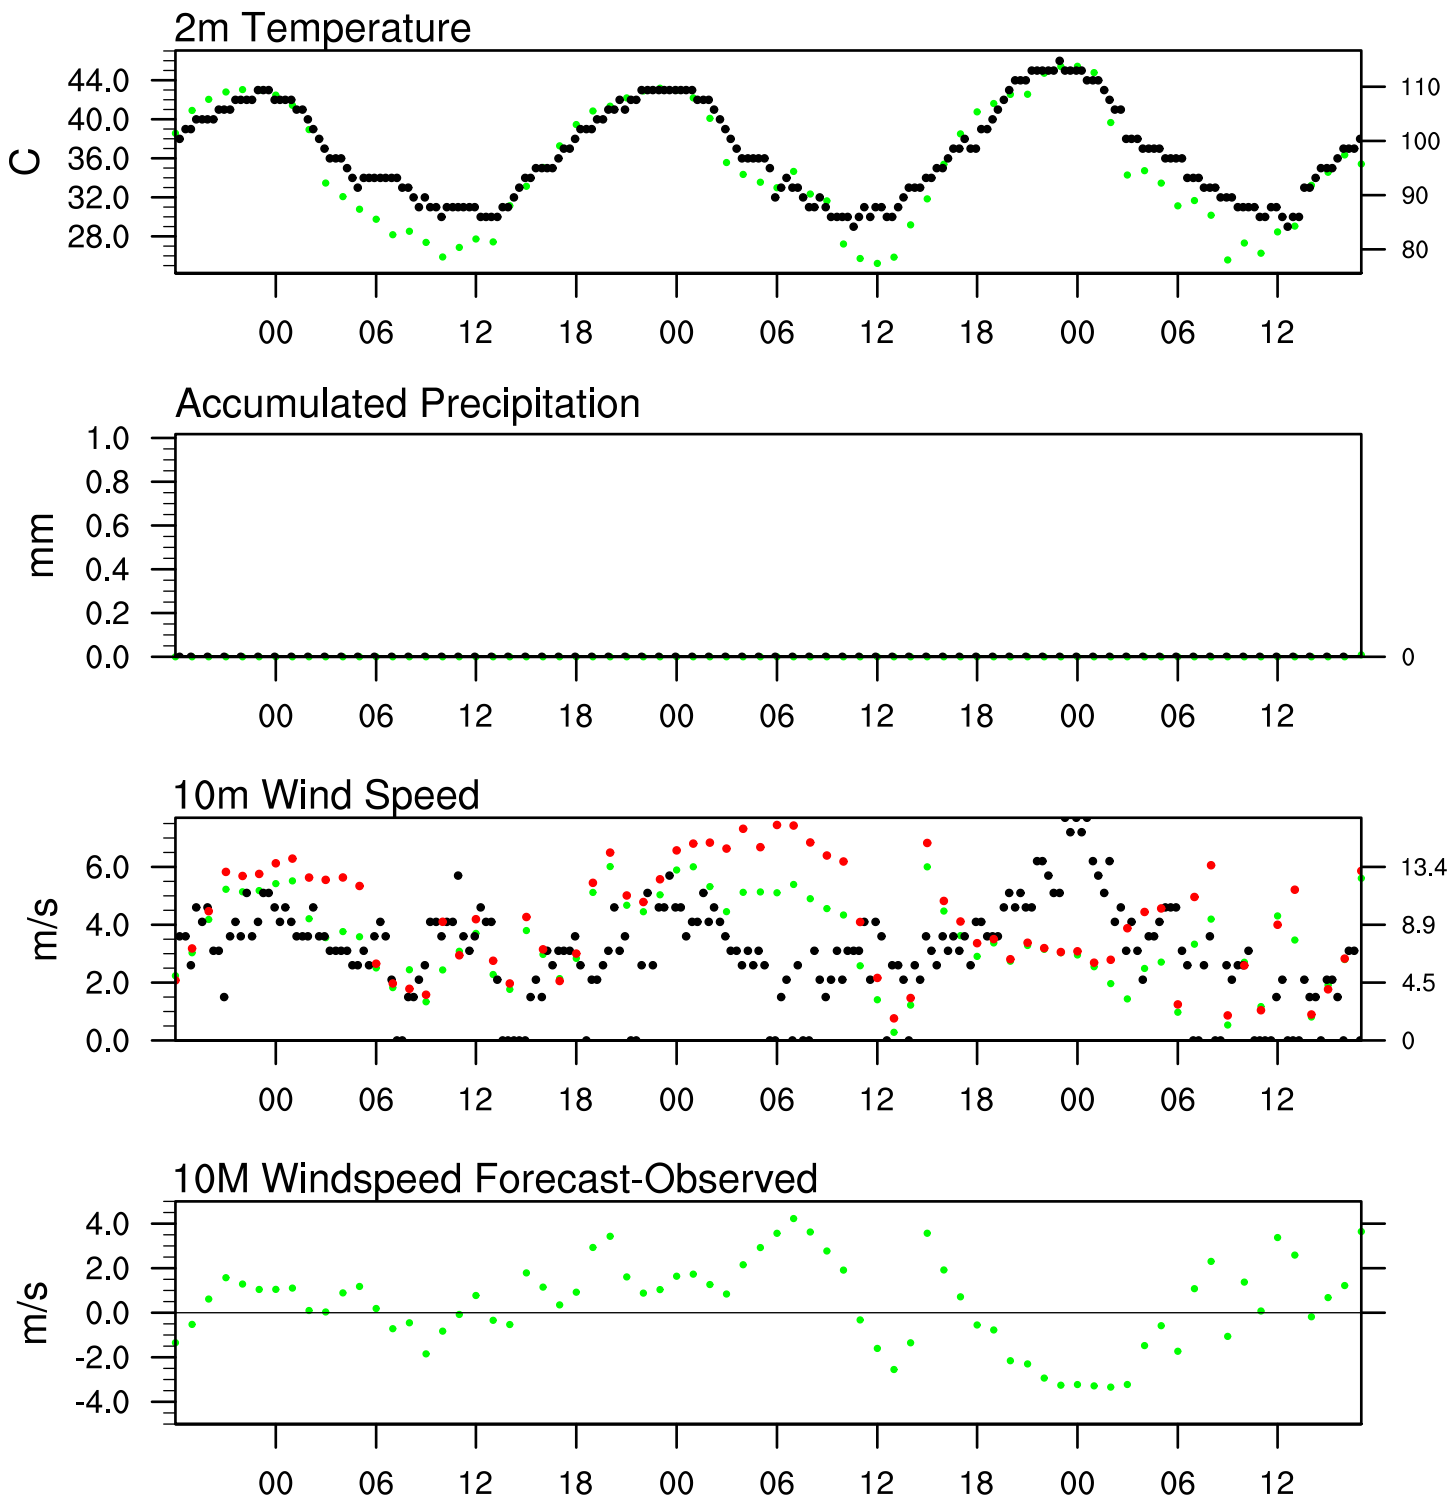 2m Temperature
44.0
40.0
36.0
32.0
28.0
C
110
100
90
80
00 06 12 18 00 06 12 18 00 06 12
Accumulated Precipitation
1.0
0.8
0.6
0.4
0.2
0.0
mm
0
00 06 12 18 00 06 12 18 00 06 12
10m Wind Speed
6.0
4.0
2.0
0.0
m/s
13.4
8.9
4.5
0
00 06 12 18 00 06 12 18 00 06 12
10M Windspeed Forecast-Observed
4.0
2.0
0.0
-2.0
-4.0
m/s
00 06 12 18 00 06 12 18 00 06 12